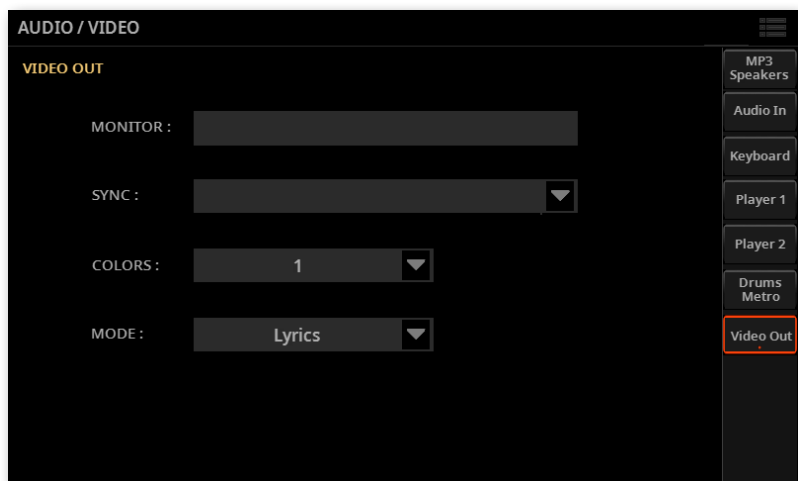 AUDIO / VIDEO
VIDEO OUT
MONITOR :
SYNC :
COLORS :
1
MODE :
Lyrics
MP3
Speakers
Audio In
Keyboard
Player 1
Player 2
Drums
Metro
Video Out